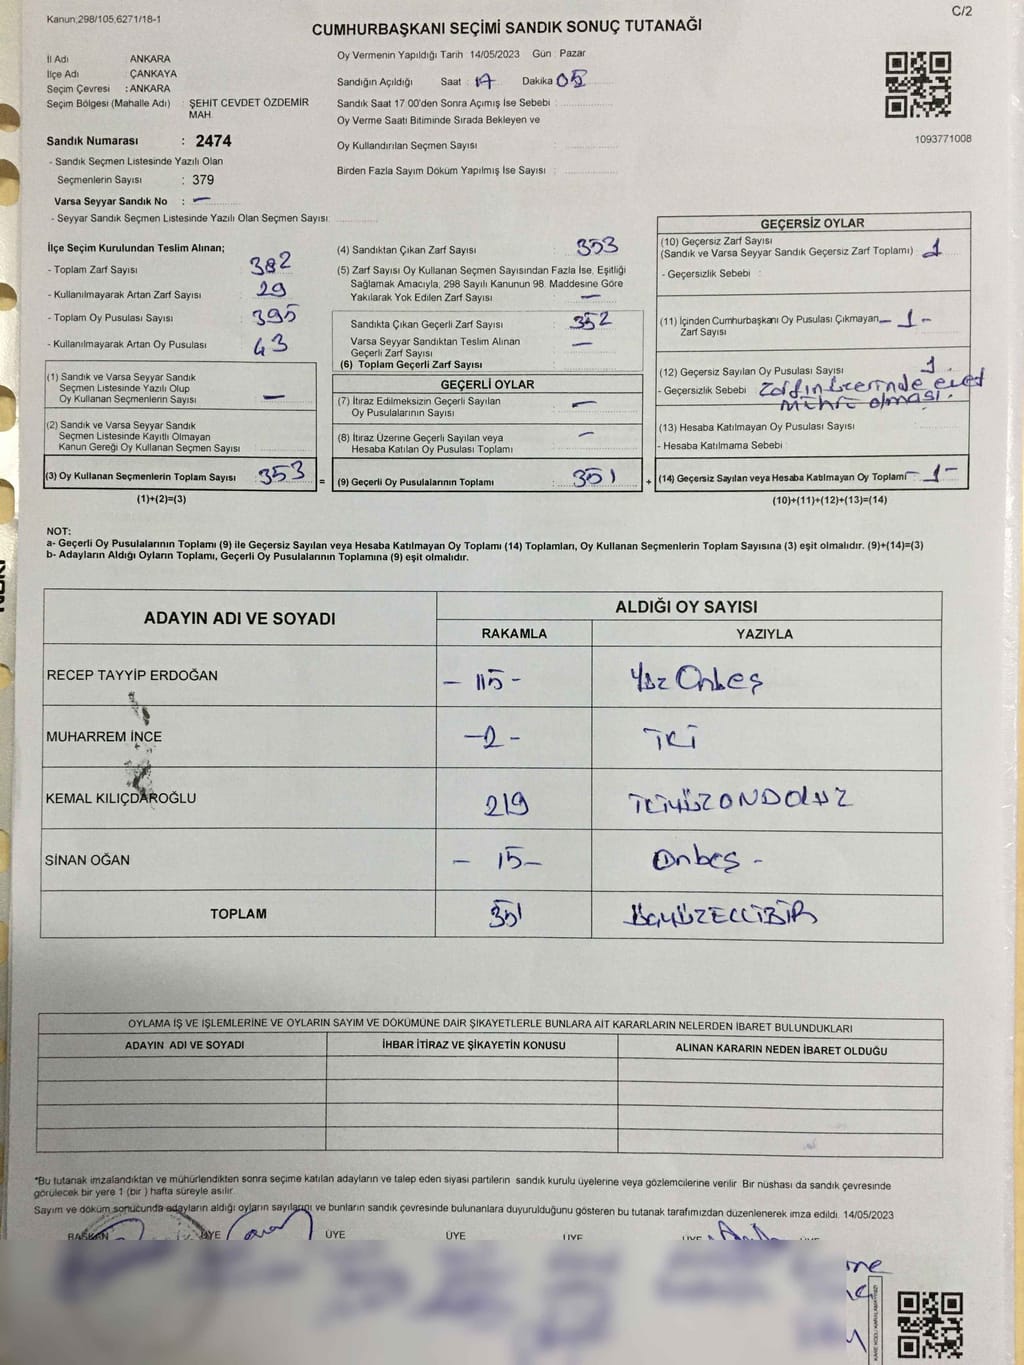 Kanun,298/105,6271/18-1
C/2
CUMHURBAŞKANI SEÇİMİ SANDIK SONUÇ TUTANAĞI
İl Adı ANKARA
İlçe Adı : ÇANKAYA
Seçim Çevresi : ANKARA
Seçim Bölgesi (Mahalle Adı) : ŞEHİT CEVDET ÖZDEMİR
MAH.
Sandık Numarası : 2474
- Sandık Seçmen Listesinde Yazılı Olan
Seçmenlerin Sayısı : 379
Varsa Seyyar Sandık No : —
- Seyyar Sandık Seçmen Listesinde Yazılı Olan Seçmen Sayısı:
Oy Vermenin Yapıldığı Tarih 14/05/2023 Gün : Pazar
Sandığın Açıldığı Saat : 17 Dakika 05
Sandık Saat 17.00'den Sonra Açımış İse Sebebi :
Oy Verme Saati Bitiminde Sırada Bekleyen ve
Oy Kullandırılan Seçmen Sayısı :
Birden Fazla Sayım Döküm Yapılmış İse Sayısı :
1093771008
İlçe Seçim Kurulundan Teslim Alınan;
- Toplam Zarf Sayısı : 382
- Kullanılmayarak Artan Zarf Sayısı : 29
- Toplam Oy Pusulası Sayısı : 395
- Kullanılmayarak Artan Oy Pusulası : 43
(1) Sandık ve Varsa Seyyar Sandık
Seçmen Listesinde Yazılı Olup
Oy Kullanan Seçmenlerin Sayısı : —
(2) Sandık ve Varsa Seyyar Sandık
Seçmen Listesinde Kayıtlı Olmayan
Kanun Gereği Oy Kullanan Seçmen Sayısı :
(3) Oy Kullanan Seçmenlerin Toplam Sayısı : 353
(1)+(2)=(3)
=
(4) Sandıktan Çıkan Zarf Sayısı : 353
(5) Zarf Sayısı Oy Kullanan Seçmen Sayısından Fazla İse, Eşitliği
Sağlamak Amacıyla, 298 Sayılı Kanunun 98. Maddesine Göre
Yakılarak Yok Edilen Zarf Sayısı : —
Sandıkta Çıkan Geçerli Zarf Sayısı : 352
Varsa Seyyar Sandıktan Teslim Alınan
Geçerli Zarf Sayısı : —
(6) Toplam Geçerli Zarf Sayısı
GEÇERLİ OYLAR
(7) İtiraz Edilmeksizin Geçerli Sayılan
Oy Pusulalarının Sayısı : —
(8) İtiraz Üzerine Geçerli Sayılan veya
Hesaba Katılan Oy Pusulası Toplamı : —
(9) Geçerli Oy Pusulalarının Toplamı : 351
+
GEÇERSİZ OYLAR
(10) Geçersiz Zarf Sayısı
(Sandık ve Varsa Seyyar Sandık Geçersiz Zarf Toplamı) : 1
- Geçersizlik Sebebi :
(11) İçinden Cumhurbaşkanı Oy Pusulası Çıkmayan — 1 -
Zarf Sayısı
(12) Geçersiz Sayılan Oy Pusulası Sayısı : 1
- Geçersizlik Sebebi : Zarfın üzerinde evet
mührü olması.
(13) Hesaba Katılmayan Oy Pusulası Sayısı :
- Hesaba Katılmama Sebebi :
(14) Geçersiz Sayılan veya Hesaba Katılmayan Oy Toplamı - 1 -
(10)+(11)+(12)+(13)=(14)
NOT:
a- Geçerli Oy Pusulalarının Toplamı (9) ile Geçersiz Sayılan veya Hesaba Katılmayan Oy Toplamı (14) Toplamları, Oy Kullanan Seçmenlerin Toplam Sayısına (3) eşit olmalıdır. (9)+(14)=(3)
b- Adayların Aldığı Oyların Toplamı, Geçerli Oy Pusulalarının Toplamına (9) eşit olmalıdır.
ADAYIN ADI VE SOYADI ALDIĞI OY SAYISI
RAKAMLA YAZIYLA
RECEP TAYYİP ERDOĞAN — 115 - Yüz Onbeş
MUHARREM İNCE — 2 - İKİ
KEMAL KILIÇDAROĞLU 219 İKİYÜZONDOKUZ
SİNAN OĞAN — 15 — Onbeş -
TOPLAM 351 ÜÇYÜZELLİBİR
OYLAMA İŞ VE İŞLEMLERİNE VE OYLARIN SAYIM VE DÖKÜMÜNE DAİR ŞİKAYETLERLE BUNLARA AİT KARARLARIN NELERDEN İBARET BULUNDUKLARI
ADAYIN ADI VE SOYADI İHBAR İTİRAZ VE ŞİKAYETİN KONUSU ALINAN KARARIN NEDEN İBARET OLDUĞU
*Bu tutanak imzalandıktan ve mühürlendikten sonra seçime katılan adayların ve talep eden siyasi partilerin sandık kurulu üyelerine veya gözlemcilerine verilir. Bir nüshası da sandık çevresinde
görülecek bir yere 1 (bir ) hafta süreyle asılır.
Sayım ve döküm sonucunda adayların aldığı oyların sayılarını ve bunların sandık çevresinde bulunanlara duyurulduğunu gösteren bu tutanak tarafımızdan düzenlenerek imza edildi. 14/05/2023
BAŞKAN ÜYE ÜYE ÜYE ÜYE ÜYE